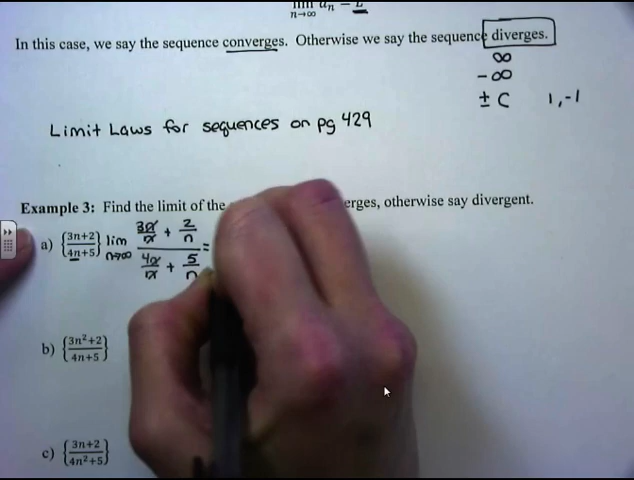 lim n→∞ aₙ = L
In this case, we say the sequence converges. Otherwise we say the sequence diverges.
∞
-∞
± C 1,-1
Limit Laws for sequences on pg 429
Example 3: Find the limit of the erges, otherwise say divergent.
a) {(3n+2)/(4n+5)} lim n→∞ (3n/n + 2/n)/(4n/n + 5/n) =
b) {(3n²+2)/(4n+5)}
c) {(3n+2)/(4n²+5)}